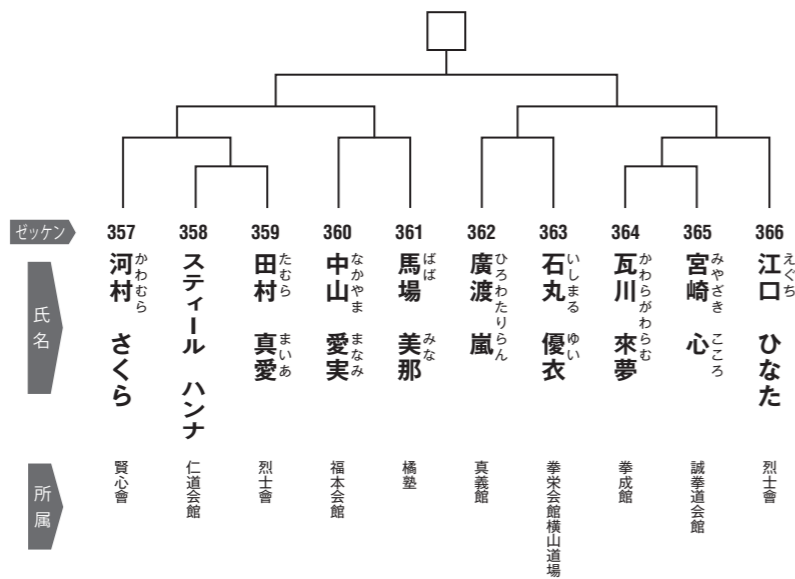 ゼッケン
357 358 359 360 361 362 363 364 365 366
氏名
河村 さくら
かわむら
スティール ハンナ
田村 真愛
たむら まいあ
中山 愛実
なかやま まなみ
馬場 美那
ばば みな
廣渡 嵐
ひろわたり らん
石丸 優衣
いしまる ゆい
瓦川 來夢
かわらがわ らむ
宮崎 心
みやざき こころ
江口 ひなた
えぐち
所属
賢心會
仁道会館
烈士會
福本会館
橘塾
真義館
拳栄会館横山道場
拳成館
誠拳道会館
烈士會